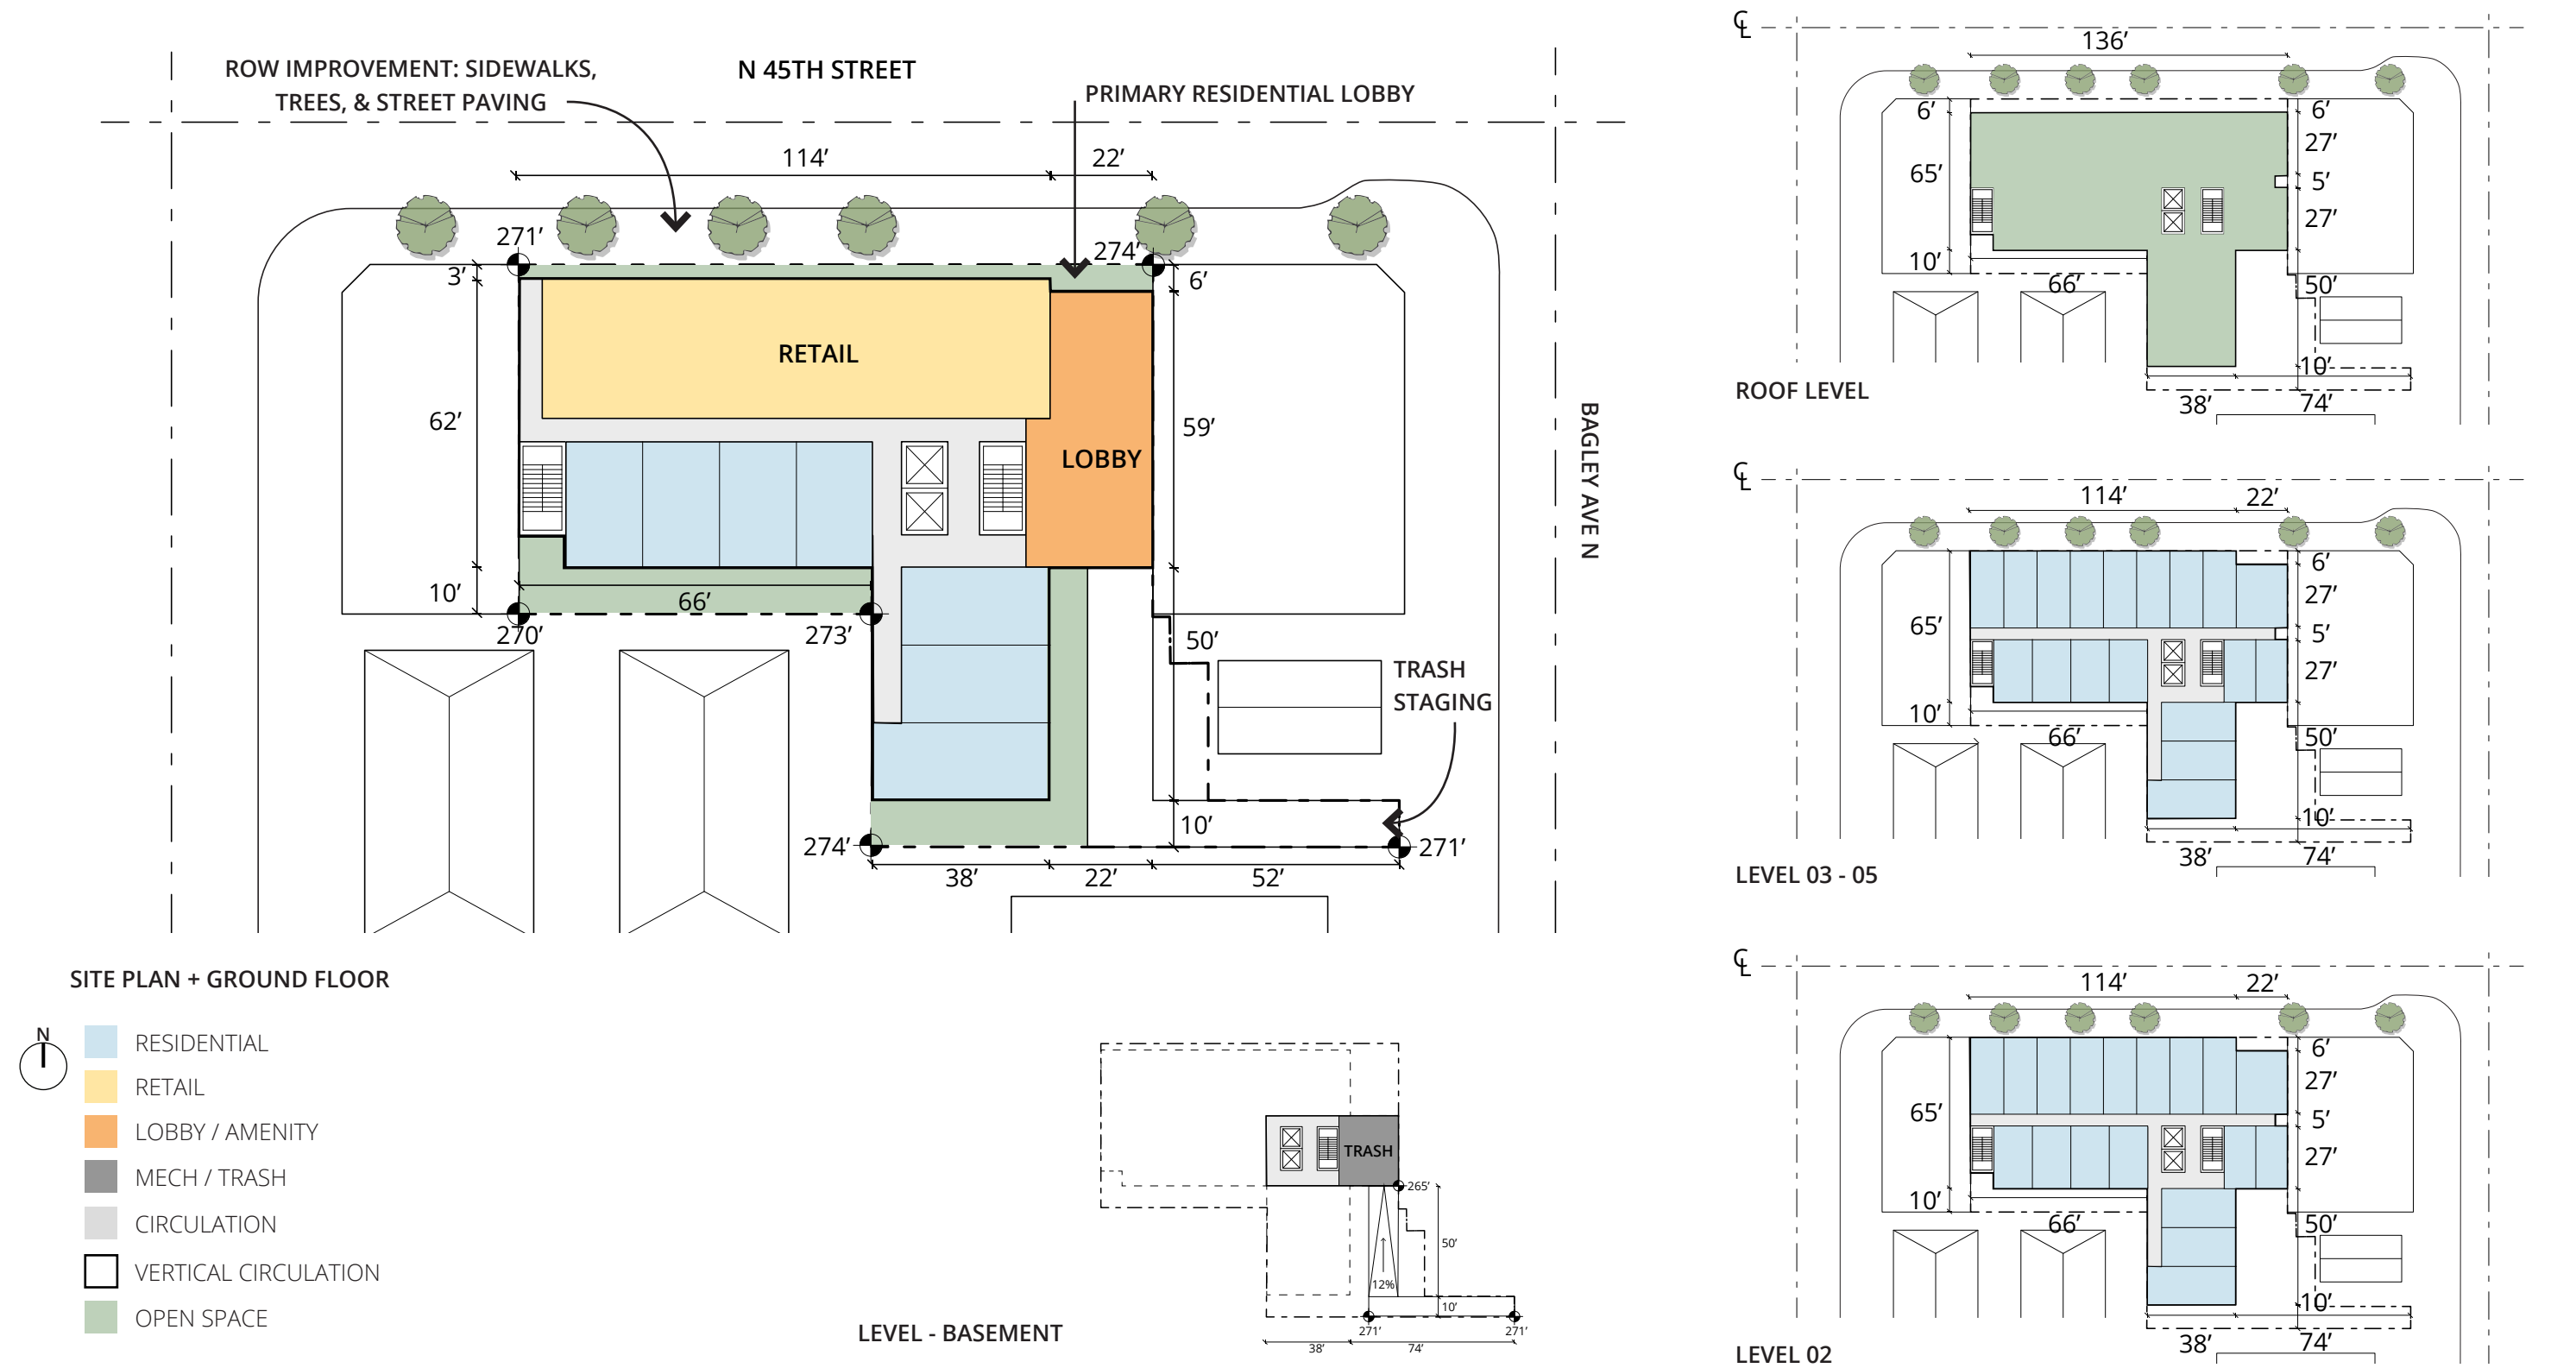 ROW IMPROVEMENT: SIDEWALKS,
TREES, & STREET PAVING
N 45TH STREET
PRIMARY RESIDENTIAL LOBBY
114’
22’
271’
274’
3’
6’
RETAIL
62’
59’
LOBBY
BAGLEY AVE N
10’
66’
270’
273’
50’
TRASH
STAGING
10’
274’
271’
38’
22’
52’
SITE PLAN + GROUND FLOOR
N
RESIDENTIAL
RETAIL
LOBBY / AMENITY
MECH / TRASH
CIRCULATION
VERTICAL CIRCULATION
OPEN SPACE
TRASH
265’
50’
12%
10’
271’
271’
38’
74’
LEVEL - BASEMENT
CL
136’
6’
6’
27’
65’
5’
27’
10’
66’
50’
10’
38’
74’
ROOF LEVEL
CL
114’
22’
6’
27’
65’
5’
27’
10’
66’
50’
10’
38’
74’
LEVEL 03 - 05
CL
114’
22’
6’
27’
65’
5’
27’
10’
66’
50’
10’
38’
74’
LEVEL 02